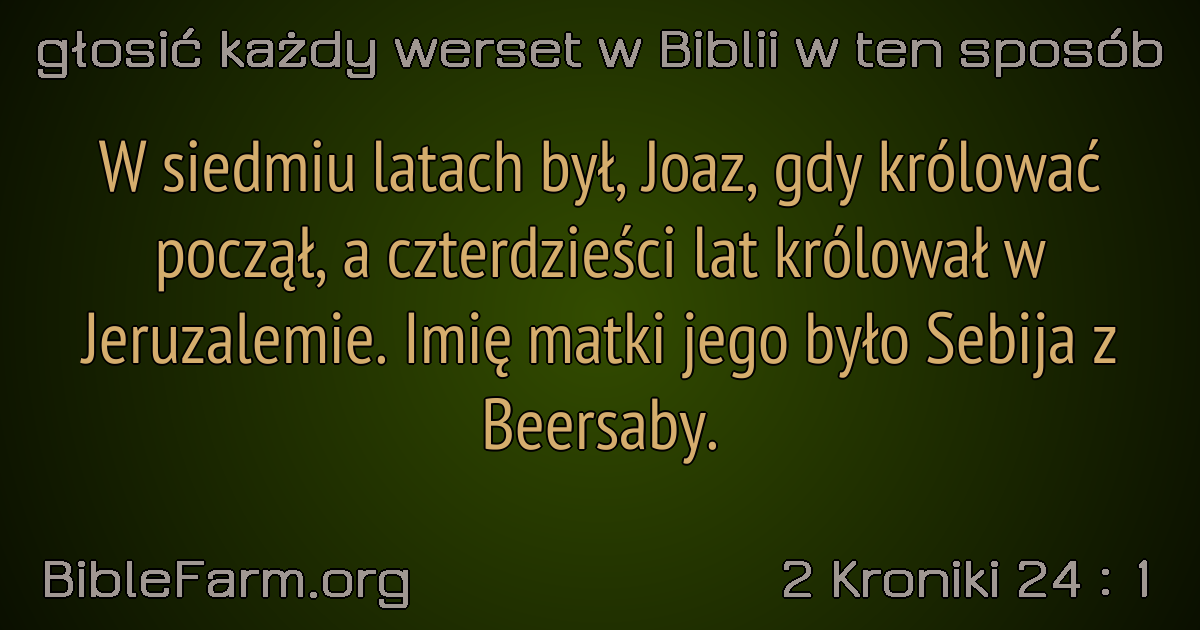 głosić każdy werset w Biblii w ten sposób
W siedmiu latach był, Joaz, gdy królować
począł, a czterdzieści lat królował w
Jeruzalemie. Imię matki jego było Sebija z
Beersaby.
BibleFarm.org
2 Kroniki 24 : 1